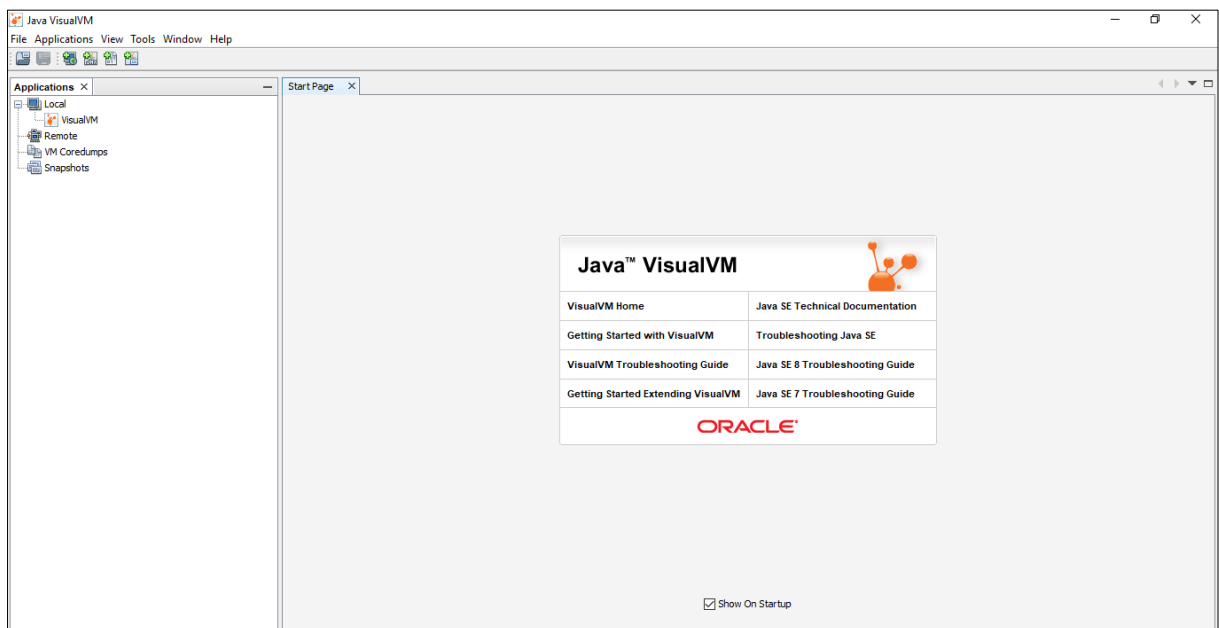 Java VisualVM
File Applications View Tools Window Help
Applications
Start Page
Local
VisualVM
Remote
VM Coredumps
Snapshots
Java™ VisualVM
VisualVM Home Java SE Technical Documentation
Getting Started with VisualVM Troubleshooting Java SE
VisualVM Troubleshooting Guide Java SE 8 Troubleshooting Guide
Getting Started Extending VisualVM Java SE 7 Troubleshooting Guide
ORACLE
Show On Startup